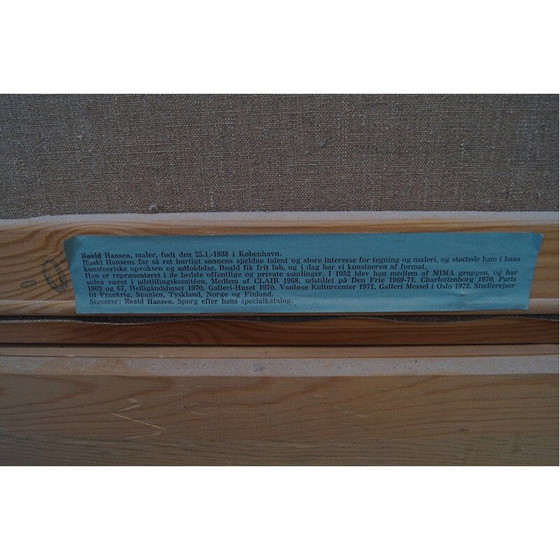 Roald Hansen, maler, født den 25.1.-1938 i København.
Roald Hansens far så ret hurtigt sønnens sjældne talent og store interesse for tegning og maleri, og støttede ham i hans
kunstneriske opvoksen og udfoldelse. Roald fik frit løb, og i dag har vi kunstneren af format.
Han er repræsenteret i de bedste offentlige og private samlinger. I 1952 blev han medlem af MIMA gruppen, og har
siden været i udstillingskomitéen. Medlem af CLAIR 1968, udstillet på Den Frie 1969-71, Charlottenborg 1970, Paris
1962 og 67, Helligåndshuset 1970, Galleri-Huset 1970. Vanløse Kulturcenter 1971. Galleri Messel i Oslo 1972. Studierejser
til Frankrig, Spanien, Tyskland, Norge og Finland.
Signerer: Roald Hansen. Spørg efter hans specialkatalog.